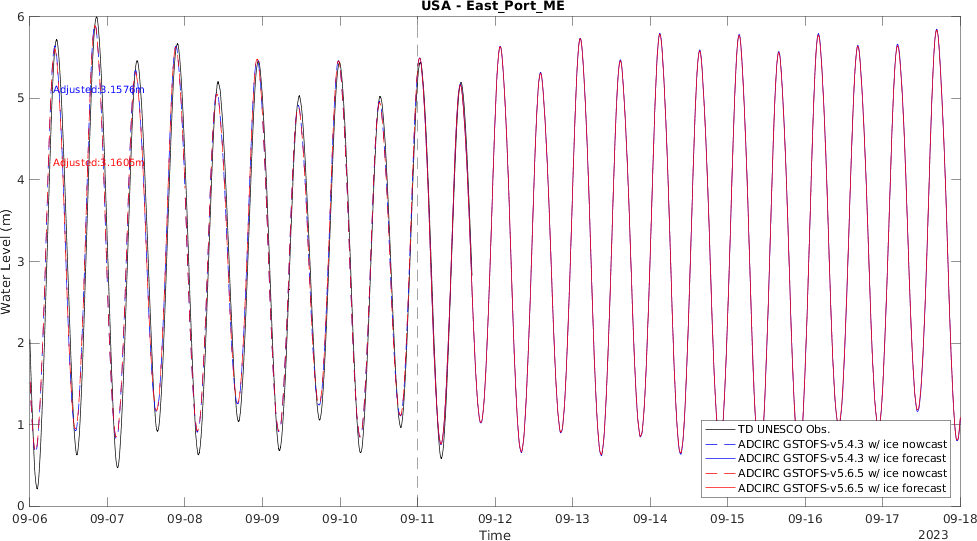 USA - East_Port_ME
6
5
4
3
2
1
0
Water Level (m)
Adjusted:3.1576m
Adjusted:3.1605m
TD UNESCO Obs.
ADCIRC GSTOFS-v5.4.3 w/ ice nowcast
ADCIRC GSTOFS-v5.4.3 w/ ice forecast
ADCIRC GSTOFS-v5.6.5 w/ ice nowcast
ADCIRC GSTOFS-v5.6.5 w/ ice forecast
09-06 09-07 09-08 09-09 09-10 09-11 09-12 09-13 09-14 09-15 09-16 09-17 09-18
Time
2023